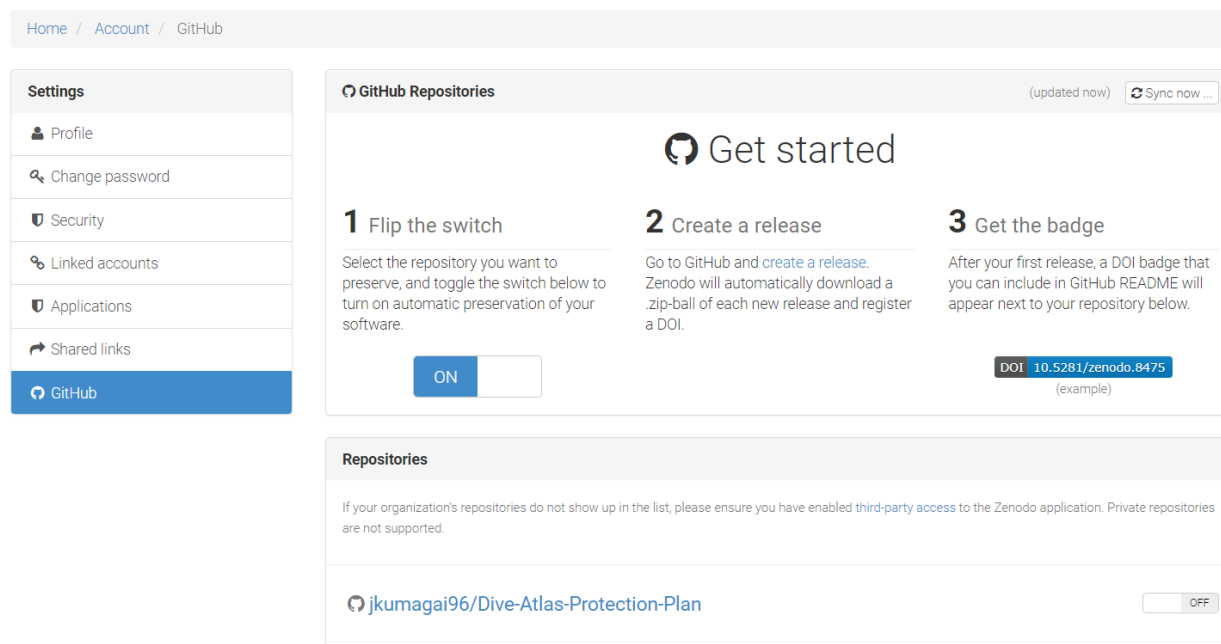 Home / Account / GitHub
Settings
Profile
Change password
Security
Linked accounts
Applications
Shared links
GitHub
GitHub Repositories
(updated now)
Sync now ...
Get started
1 Flip the switch
Select the repository you want to
preserve, and toggle the switch below to
turn on automatic preservation of your
software.
ON
2 Create a release
Go to GitHub and create a release.
Zenodo will automatically download a
.zip-ball of each new release and register
a DOI.
3 Get the badge
After your first release, a DOI badge that
you can include in GitHub README will
appear next to your repository below.
DOI 10.5281/zenodo.8475
(example)
Repositories
If your organization's repositories do not show up in the list, please ensure you have enabled third-party access to the Zenodo application. Private repositories
are not supported.
jkumagai96/Dive-Atlas-Protection-Plan
OFF